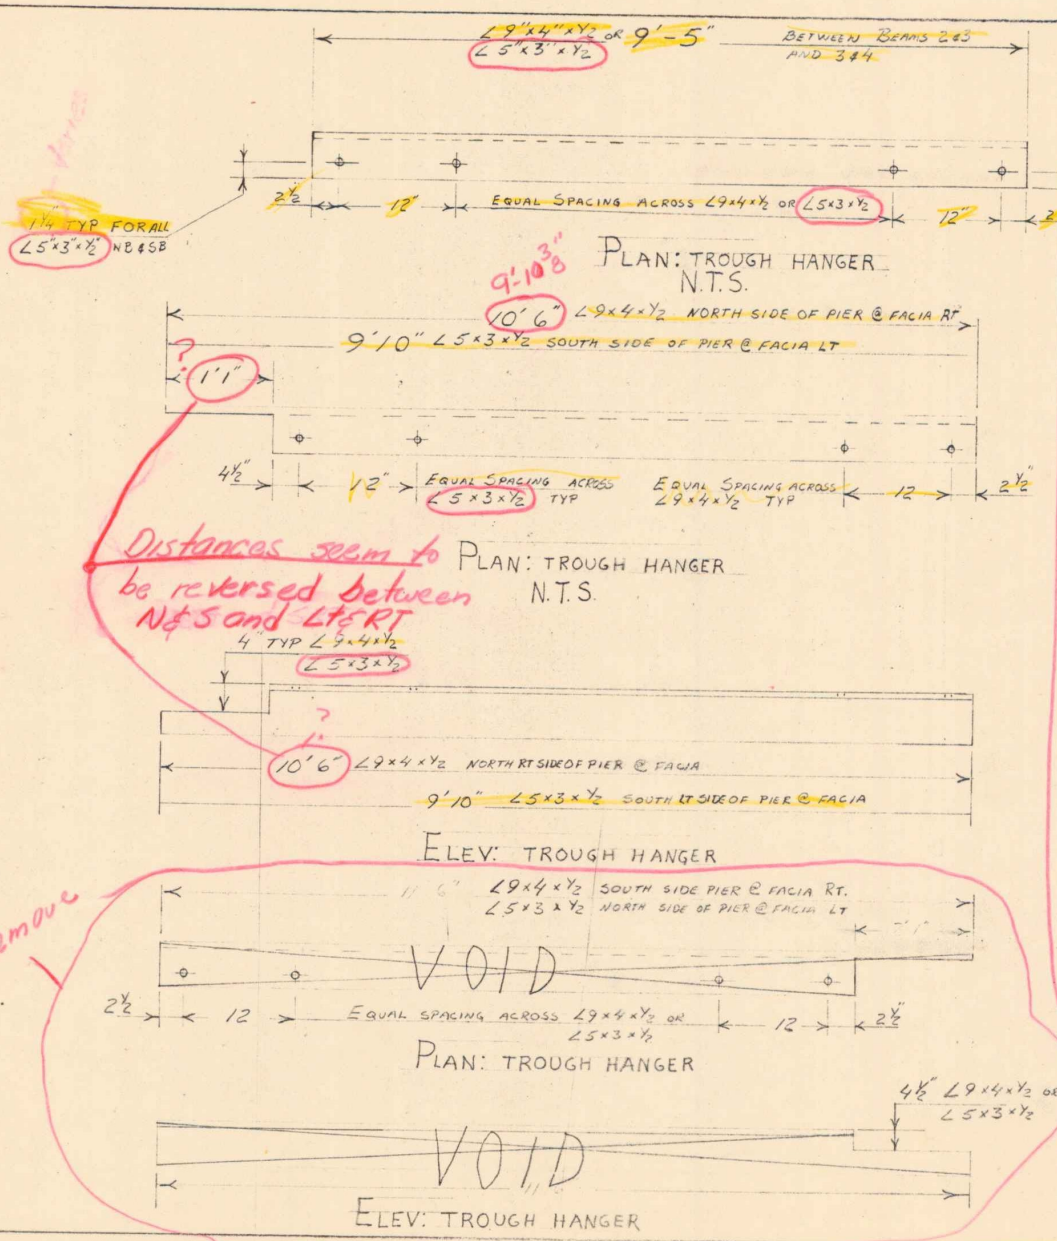 ∠9"x4"x½ OR 9'-5"
∠5"x3"x½
BETWEEN BEAMS 2&3
AND 3&4
1¼" TYP FOR ALL
∠5"x3"x½" NB&SB
2½
12"
EQUAL SPACING ACROSS ∠9x4x½ OR ∠5x3x½
12"
2
PLAN: TROUGH HANGER
N.T.S.
9'-10⅜"
10'6" ∠9x4x½ NORTH SIDE OF PIER @ FACIA RT
9'10" ∠5x3x½ SOUTH SIDE OF PIER @ FACIA LT
?
1'1"
4½"
12"
EQUAL SPACING ACROSS
∠5x3x½ TYP
EQUAL SPACING ACROSS
∠9x4x½ TYP
12
2½"
Distances seem to
be reversed between
N&S and Lt&RT
PLAN: TROUGH HANGER
N.T.S.
4" TYP ∠9x4x½
∠5x3x½
?
10'6" ∠9x4x½ NORTH RT SIDE OF PIER @ FACIA
9'10" ∠5x3x½ SOUTH LT SIDE OF PIER @ FACIA
ELEV: TROUGH HANGER
emove
∠9x4x½ SOUTH SIDE PIER @ FACIA RT.
∠5x3x½ NORTH SIDE OF PIER @ FACIA LT
VOID
2½
12
EQUAL SPACING ACROSS ∠9x4x½ OR
∠5x3x½
12
2½"
PLAN: TROUGH HANGER
4½" ∠9x4x½ OR
∠5x3x½
VOID
ELEV: TROUGH HANGER